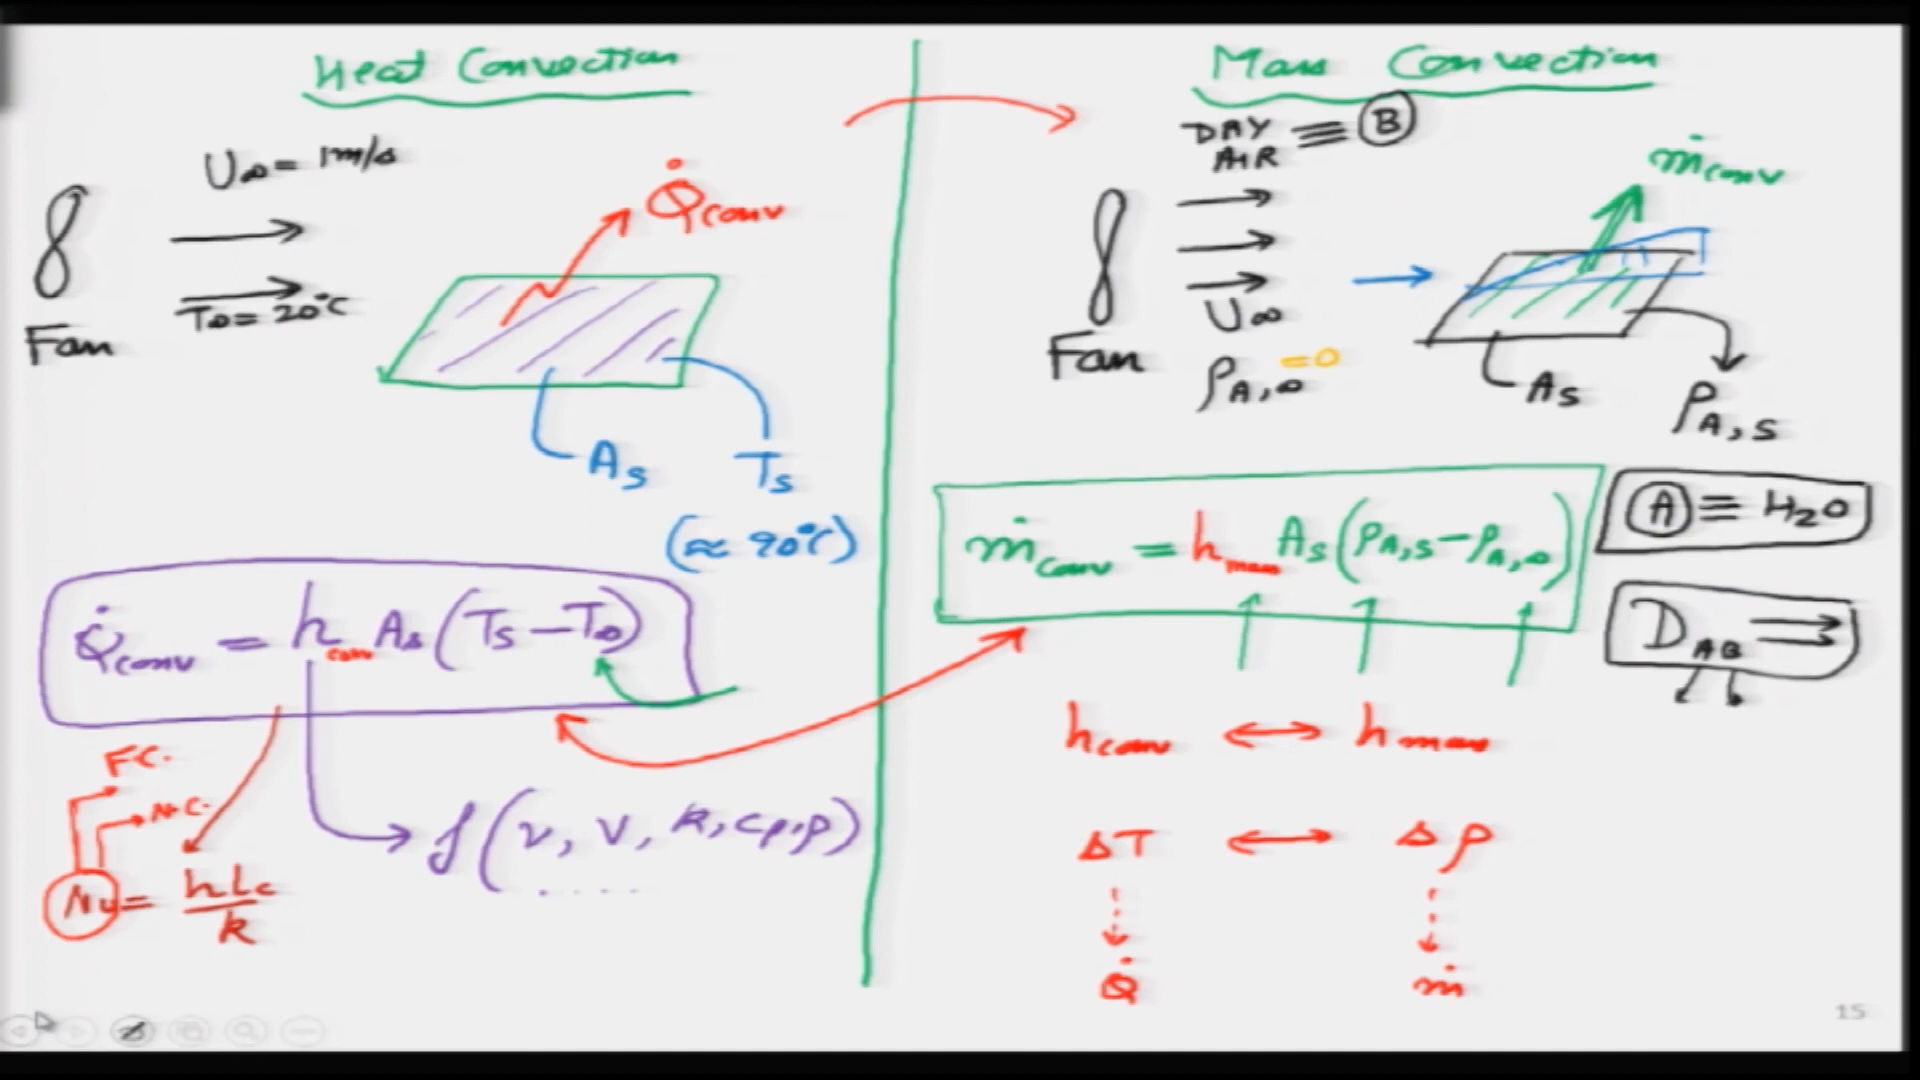 Heat Convection
U∞ = 1m/s
T∞ = 20°C
Fan
Q̇conv
As
Ts
(≈ 90°C)
Q̇conv = hconv As (Ts − T∞)
F.C.
N.C.
Nu = hLc/k
f(ν, V, k, cp, ρ)
. . . .
Mass Convection
DRY AIR ≡ B
ṁconv
Fan
U∞
ρA,∞ = 0
As
ρA,s
ṁconv = hmass As (ρA,s − ρA,∞)
A ≡ H2O
DAB
hconv ↔ hmass
ΔT ↔ Δρ
Q̇
ṁ
15